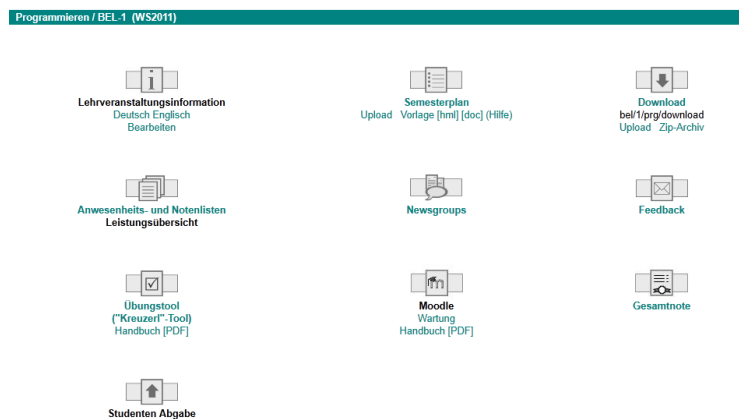 Programmieren / BEL-1 (WS2011)
Lehrveranstaltungsinformation
Deutsch Englisch
Bearbeiten
Semesterplan
Upload Vorlage [hml] [doc] (Hilfe)
Download
bel/1/prg/download
Upload Zip-Archiv
Anwesenheits- und Notenlisten
Leistungsübersicht
Newsgroups
Feedback
Übungstool
("Kreuzerl"-Tool)
Handbuch [PDF]
Moodle
Wartung
Handbuch [PDF]
Gesamtnote
Studenten Abgabe